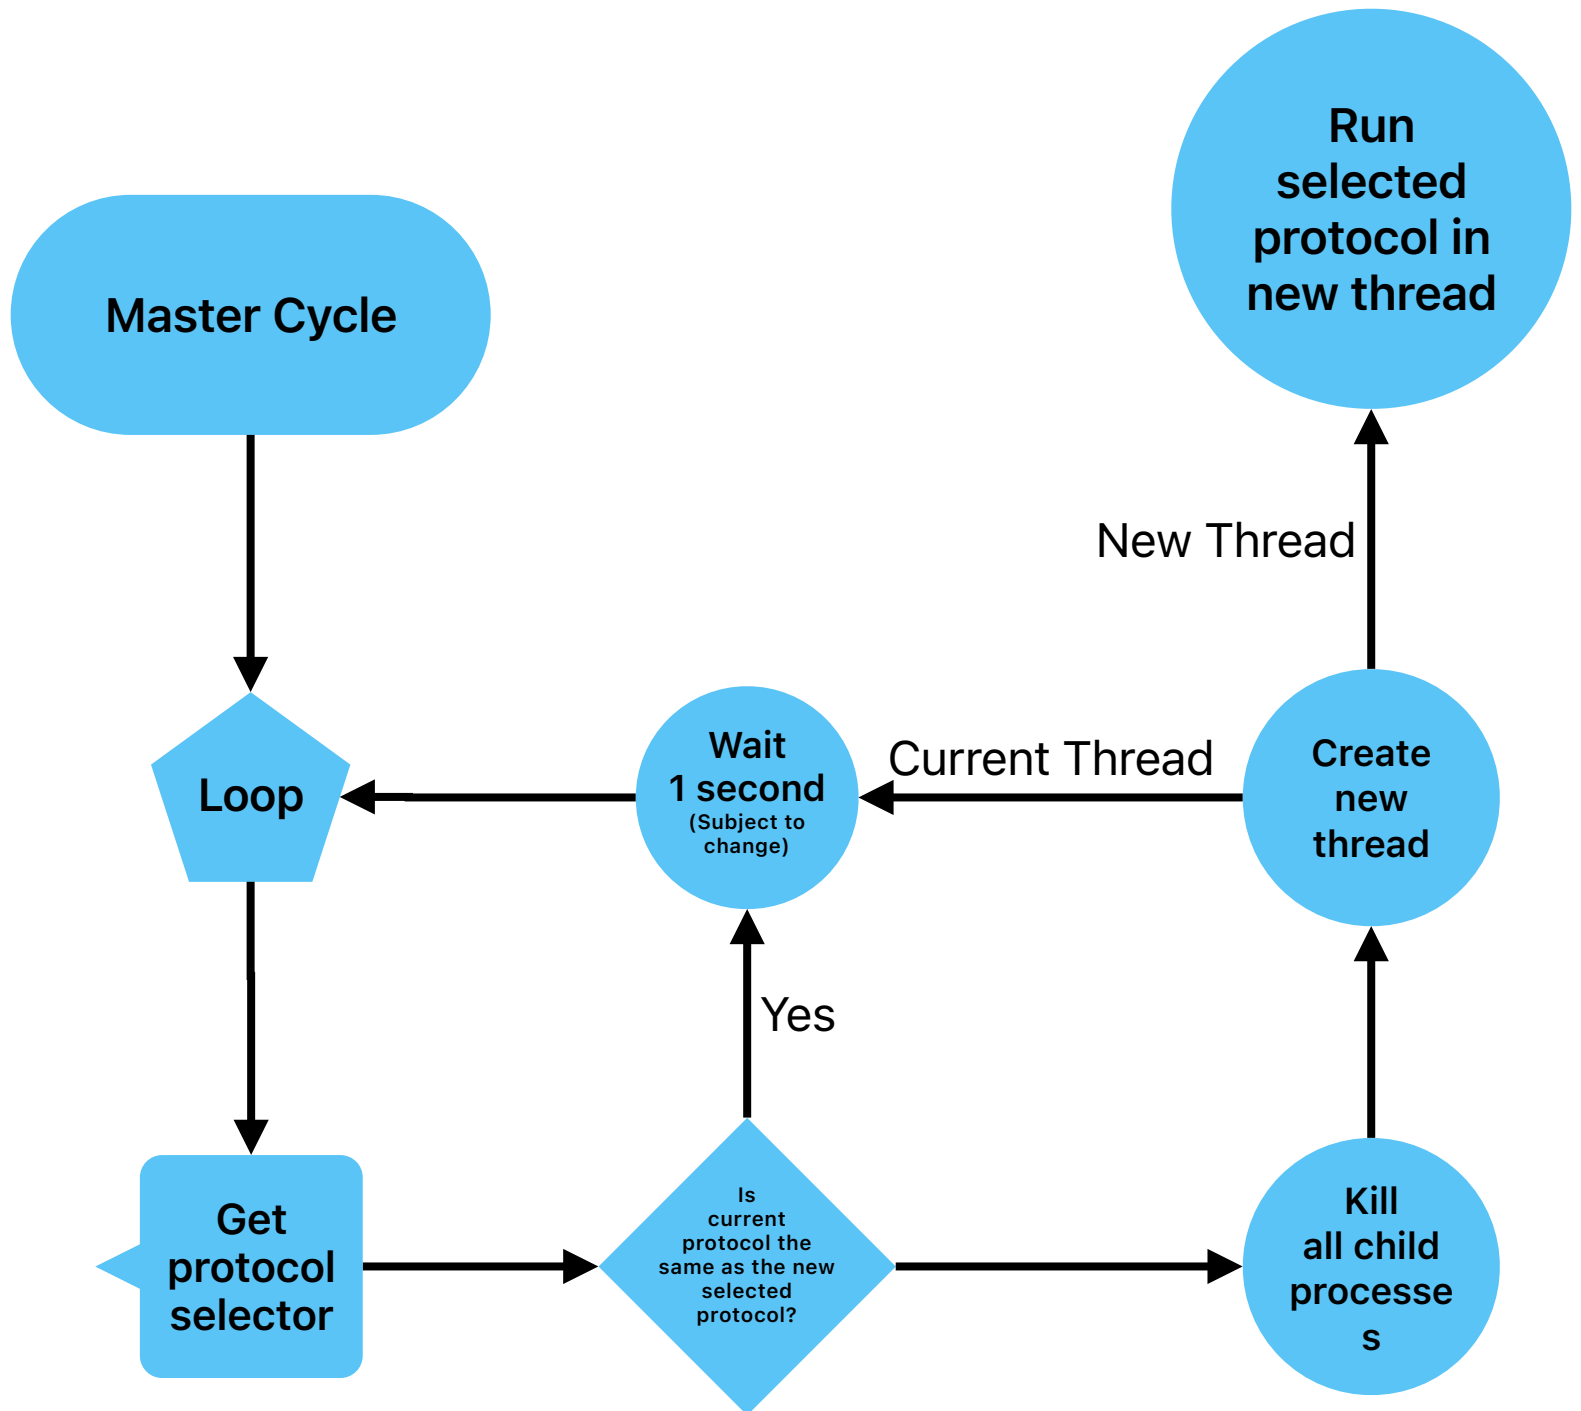 Run
selected
protocol in
new thread
Master Cycle
New Thread
Wait
1 second
(Subject to
change)
Current Thread
Create
new
thread
Loop
Yes
Get
protocol
selector
Is
current
protocol the
same as the new
selected
protocol?
Kill
all child
processe
s